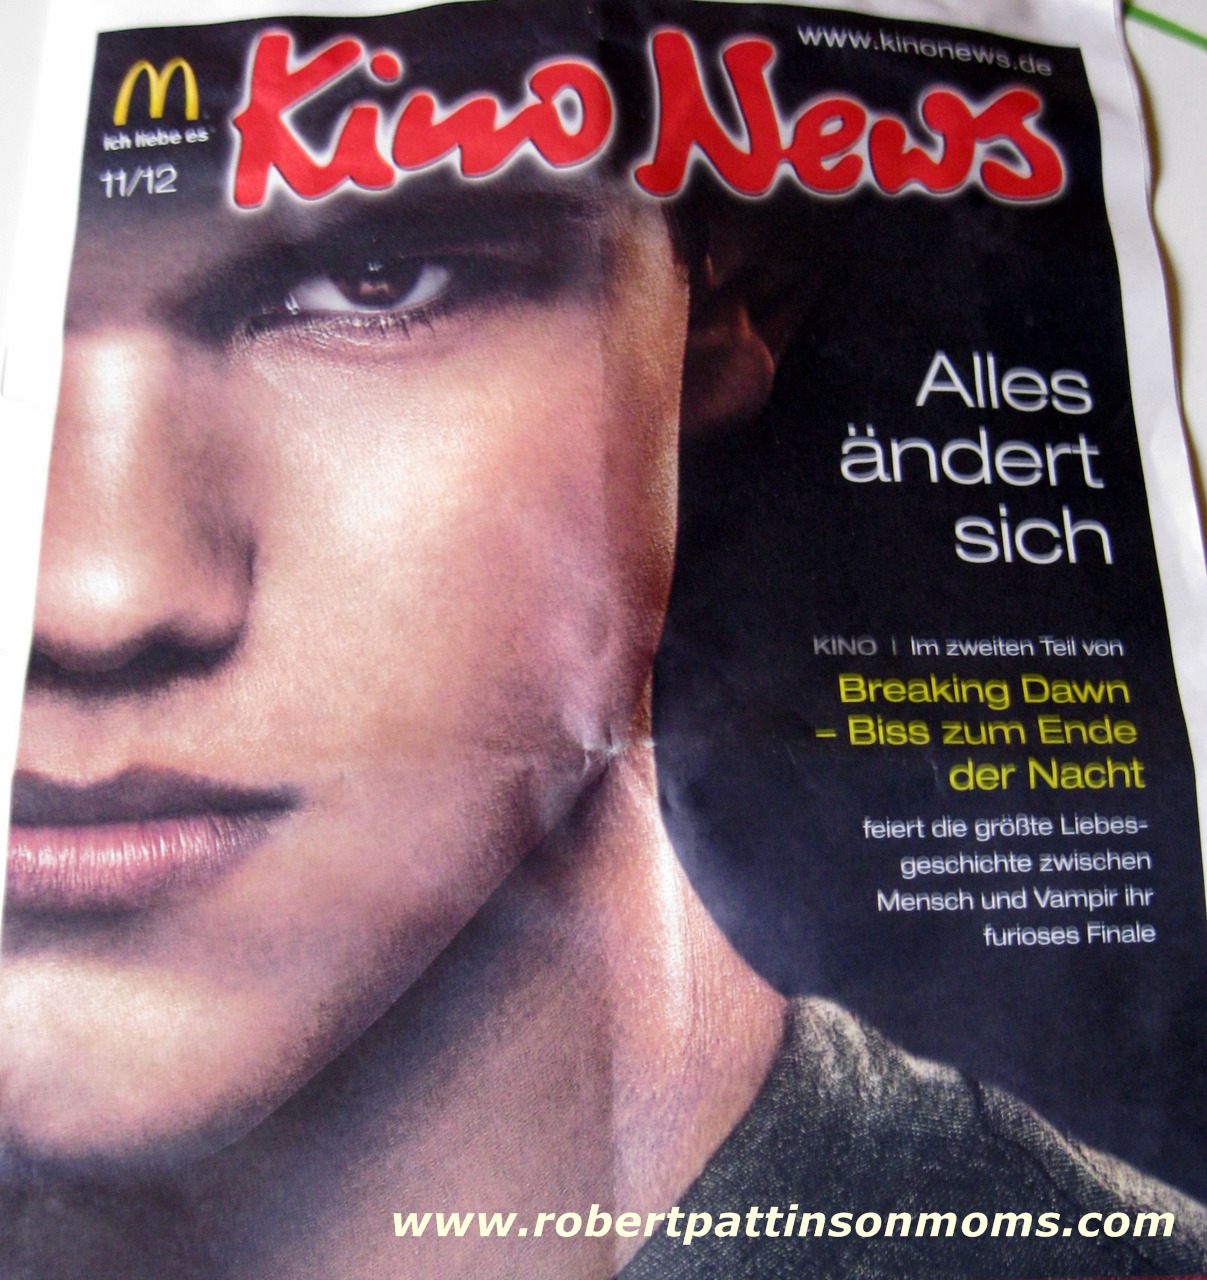 www.kinonews.de
Kino News
M
ich liebe es
11/12
Alles
ändert
sich
KINO | Im zweiten Teil von
Breaking Dawn
– Biss zum Ende
der Nacht
feiert die größte Liebes-
geschichte zwischen
Mensch und Vampir ihr
furioses Finale
www.robertpattinsonmoms.com